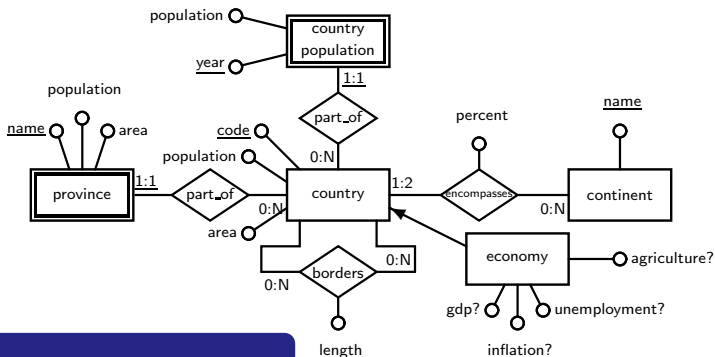 population
country
population
year
1:1
population
part_of
name
percent
name
area
code
population
0:N
province
1:1
part_of
country
1:2
encompasses
continent
0:N
0:N
area
economy
agriculture?
borders
0:N
0:N
gdp?
unemployment?
length
inflation?